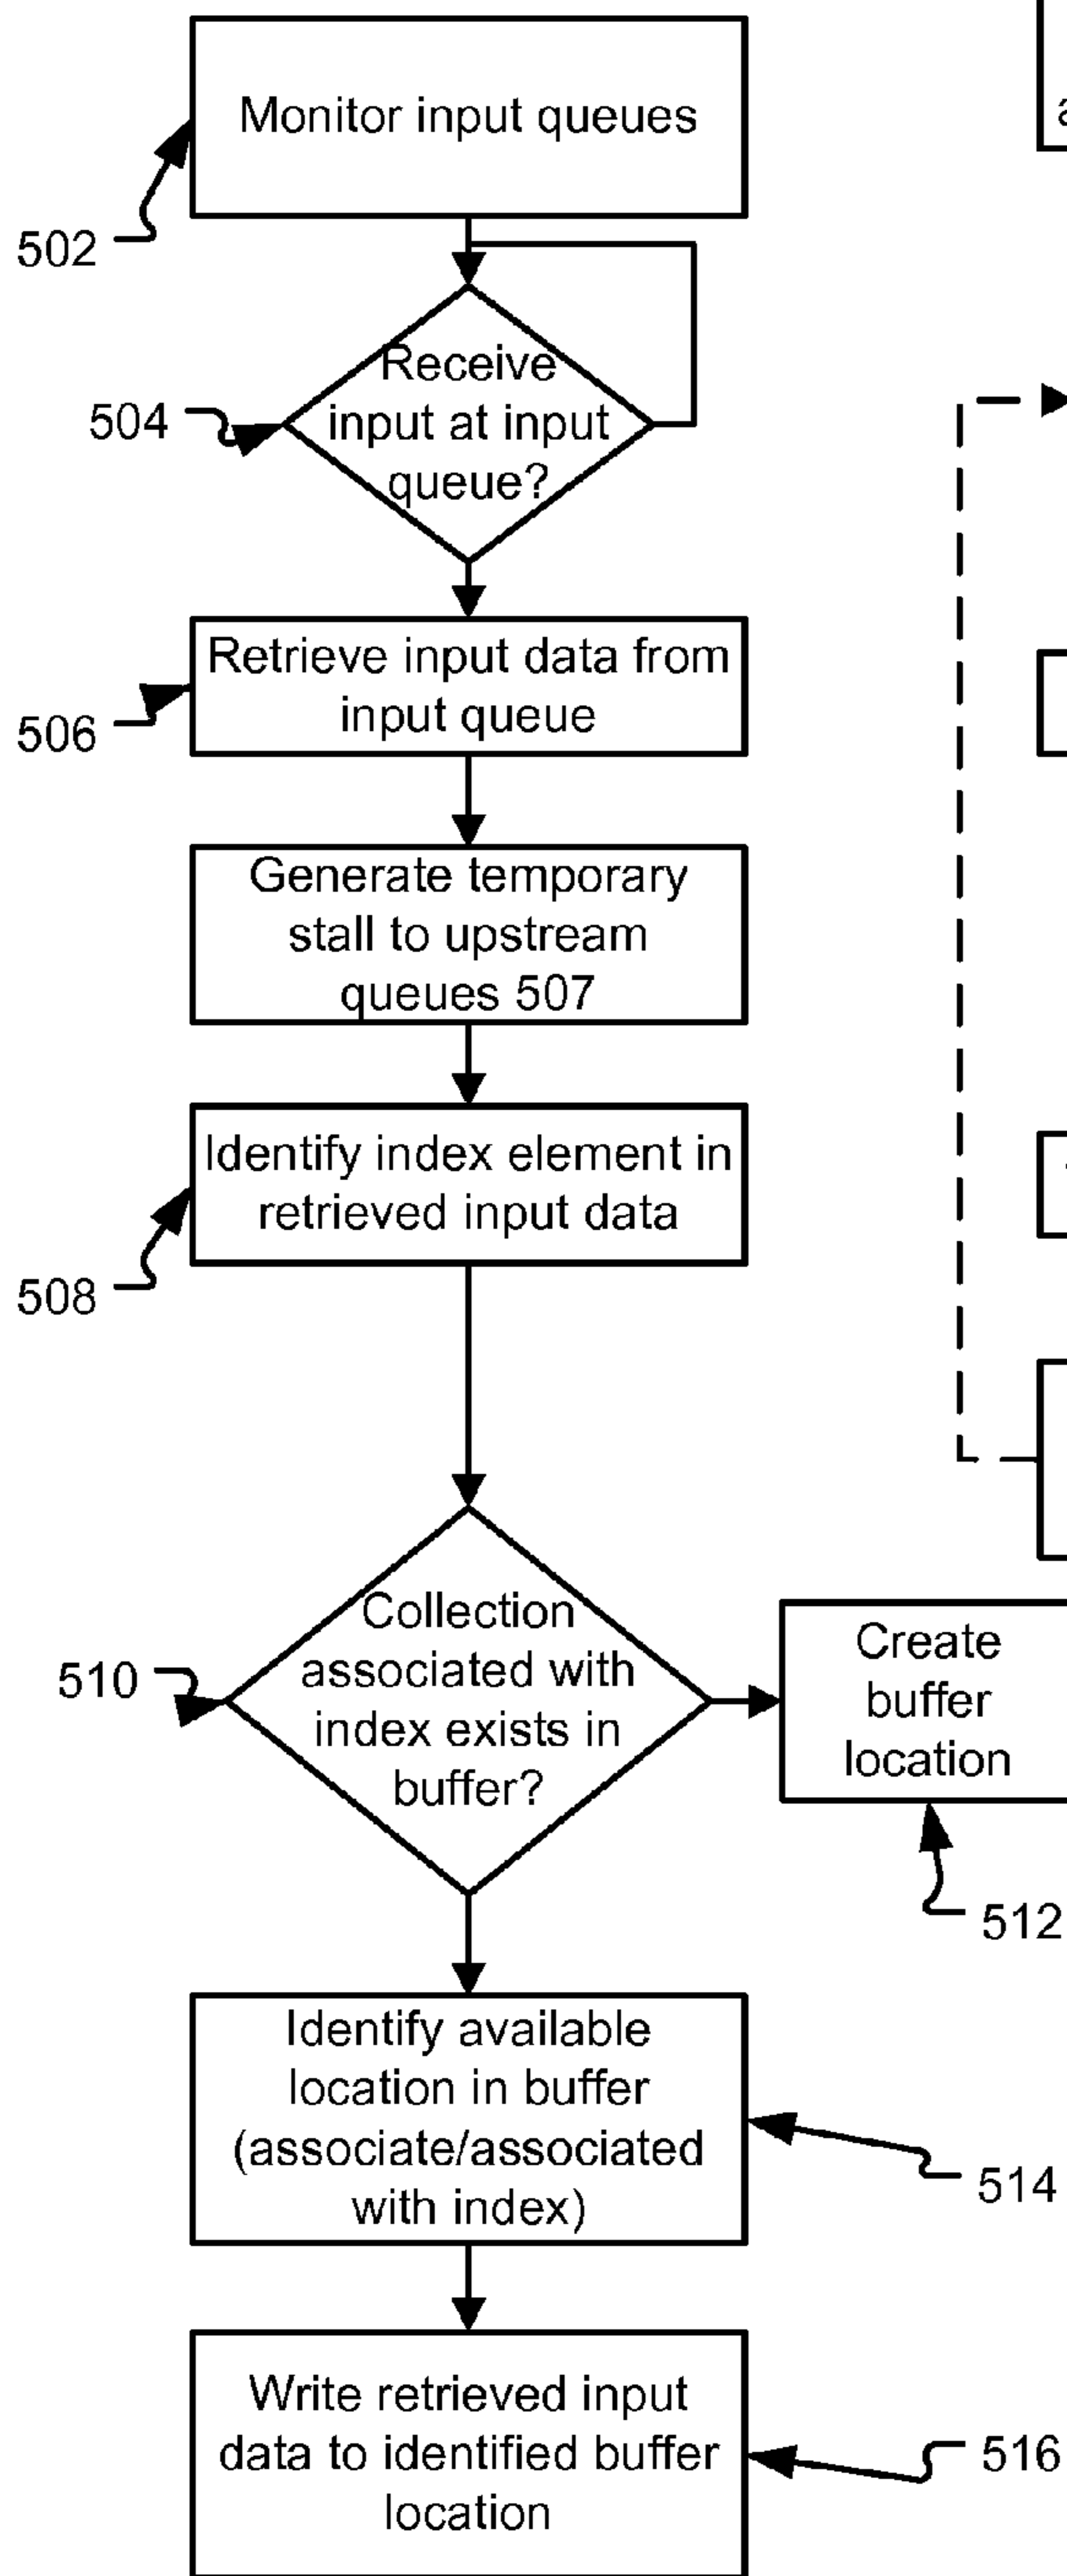 Monitor input queues
502
Receive
input at input
queue?
504
Retrieve input data from
input queue
506
Generate temporary
stall to upstream
queues 507
Identify index element in
retrieved input data
508
Collection
associated with
index exists in
buffer?
510
Create
buffer
location
512
Identify available
location in buffer
(associate/associated
with index)
514
Write retrieved input
data to identified buffer
location
516